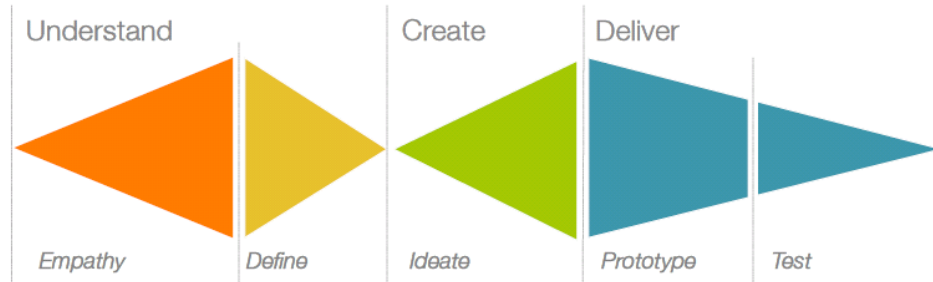 Understand
Create
Deliver
Empathy
Define
Ideate
Prototype
Test